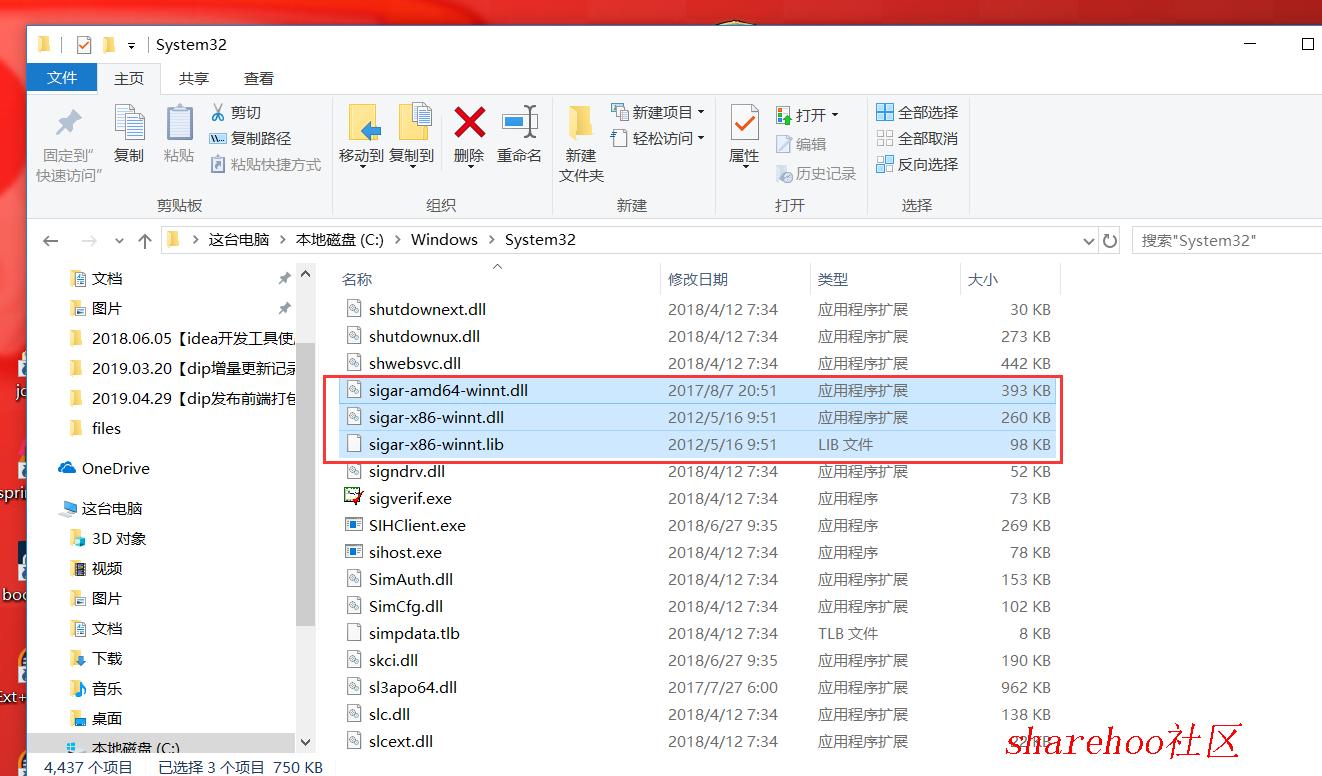 System32
文件 主页 共享 查看
固定到"快速访问" 复制 粘贴 剪切 复制路径 粘贴快捷方式
剪贴板
移动到 复制到 删除 重命名
组织
新建文件夹 新建项目 轻松访问
新建
属性 打开 编辑 历史记录
打开
全部选择 全部取消 反向选择
选择
这台电脑 本地磁盘 (C:) Windows System32 搜索"System32"
文档
图片
2018.06.05【idea开发工具使
2019.03.20【dip增量更新记录
2019.04.29【dip发布前端打包
files
OneDrive
这台电脑
3D 对象
视频
图片
文档
下载
音乐
桌面
本地磁盘 (C:)
名称 修改日期 类型 大小
shutdownext.dll 2018/4/12 7:34 应用程序扩展 30 KB
shutdownux.dll 2018/4/12 7:34 应用程序扩展 273 KB
shwebsvc.dll 2018/4/12 7:34 应用程序扩展 442 KB
sigar-amd64-winnt.dll 2017/8/7 20:51 应用程序扩展 393 KB
sigar-x86-winnt.dll 2012/5/16 9:51 应用程序扩展 260 KB
sigar-x86-winnt.lib 2012/5/16 9:51 LIB 文件 98 KB
signdrv.dll 2018/4/12 7:34 应用程序扩展 52 KB
sigverif.exe 2018/4/12 7:34 应用程序 73 KB
SIHClient.exe 2018/6/27 9:35 应用程序 269 KB
sihost.exe 2018/4/12 7:34 应用程序 78 KB
SimAuth.dll 2018/4/12 7:34 应用程序扩展 153 KB
SimCfg.dll 2018/4/12 7:34 应用程序扩展 102 KB
simpdata.tlb 2018/4/12 7:34 TLB 文件 8 KB
skci.dll 2018/6/27 9:35 应用程序扩展 190 KB
sl3apo64.dll 2017/7/27 6:00 应用程序扩展 962 KB
slc.dll 2018/4/12 7:34 应用程序扩展 138 KB
slcext.dll 2018/4/12 7:34 应用程序扩展 KB
sharehoo社区
4,437 个项目 已选择 3 个项目 750 KB